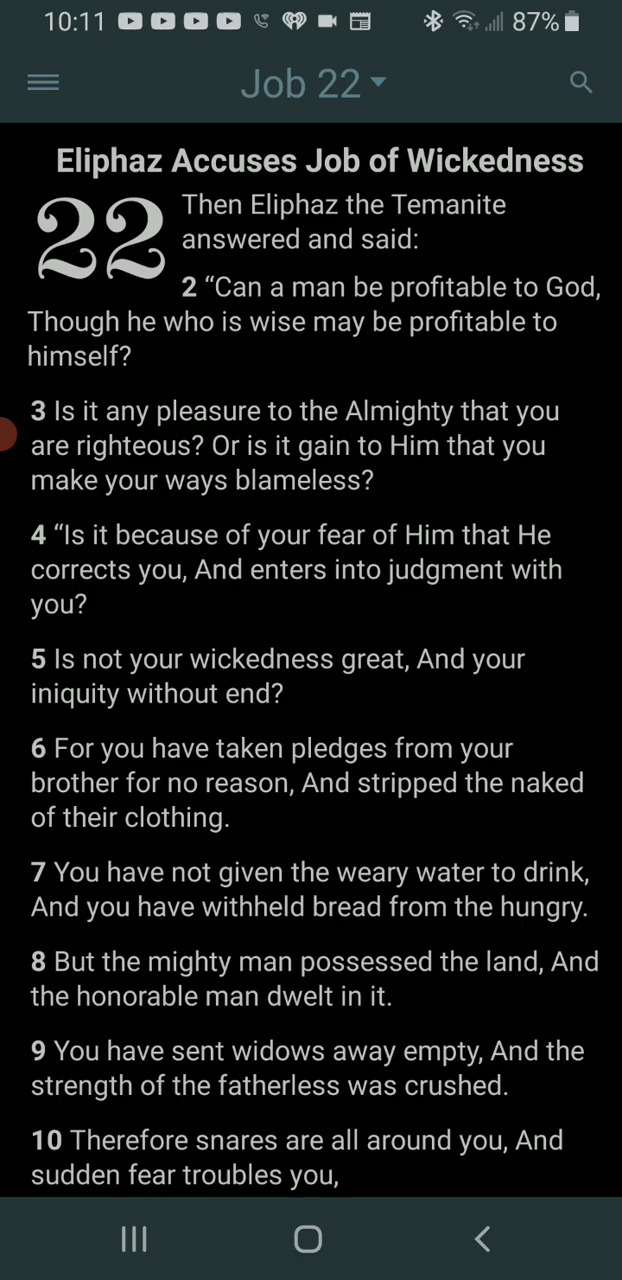 10:11
87%
Job 22
Eliphaz Accuses Job of Wickedness
22 Then Eliphaz the Temanite
answered and said:
2 “Can a man be profitable to God,
Though he who is wise may be profitable to
himself?
3 Is it any pleasure to the Almighty that you
are righteous? Or is it gain to Him that you
make your ways blameless?
4 “Is it because of your fear of Him that He
corrects you, And enters into judgment with
you?
5 Is not your wickedness great, And your
iniquity without end?
6 For you have taken pledges from your
brother for no reason, And stripped the naked
of their clothing.
7 You have not given the weary water to drink,
And you have withheld bread from the hungry.
8 But the mighty man possessed the land, And
the honorable man dwelt in it.
9 You have sent widows away empty, And the
strength of the fatherless was crushed.
10 Therefore snares are all around you, And
sudden fear troubles you,